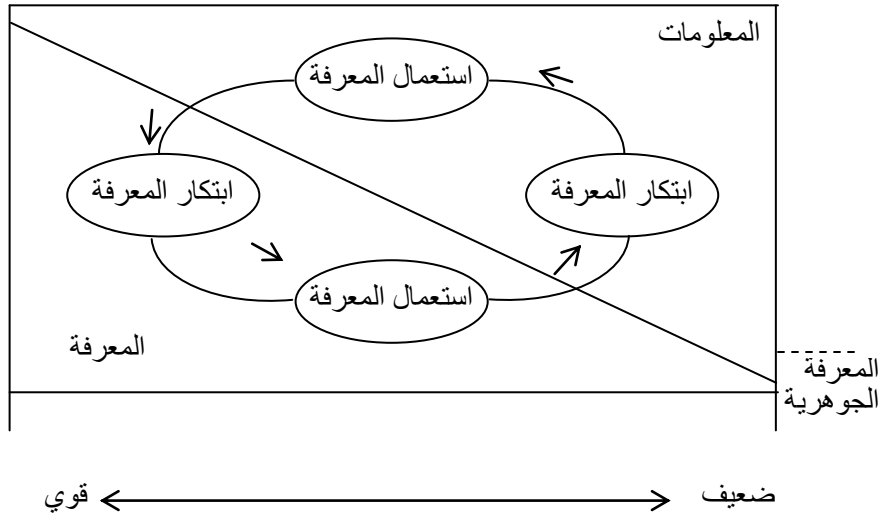 المعلومات
استعمال المعرفة
ابتكار المعرفة
ابتكار المعرفة
استعمال المعرفة
المعرفة
المعرفة
الجوهرية
ضعيف
قوي